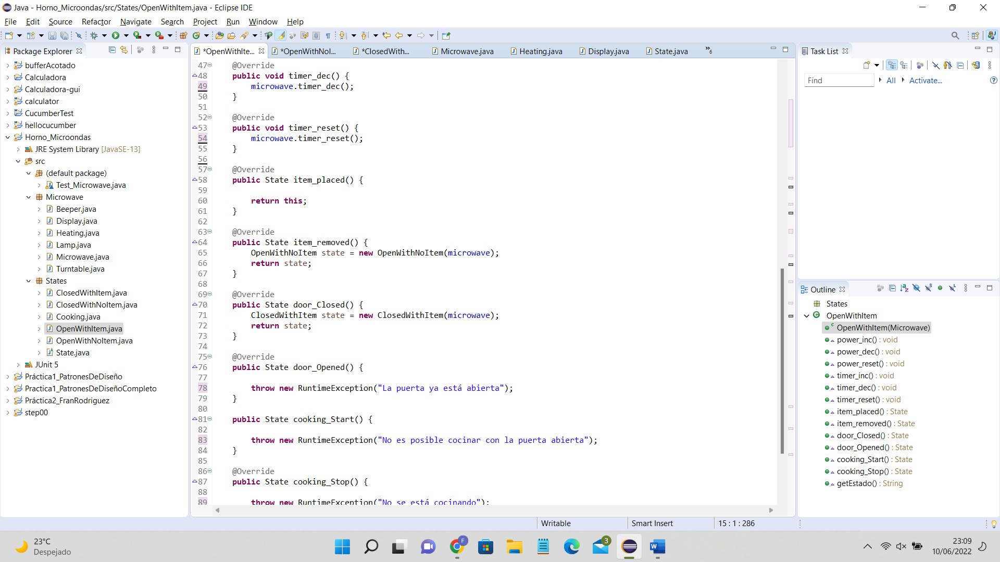 Java - Horno_Microondas/src/States/OpenWithItem.java - Eclipse IDE
File Edit Source Refactor Navigate Search Project Run Window Help
Package Explorer
bufferAcotado
Calculadora
Calculadora-gui
calculator
CucumberTest
hellocucumber
Horno_Microondas
JRE System Library [JavaSE-13]
src
(default package)
Test_Microwave.java
Microwave
Beeper.java
Display.java
Heating.java
Lamp.java
Microwave.java
Turntable.java
States
ClosedWithItem.java
ClosedWithNoItem.java
Cooking.java
OpenWithItem.java
OpenWithNoItem.java
State.java
JUnit 5
Práctica1_PatronesDeDiseño
Practica1_PatronesDeDiseñoCompleto
Práctica2_FranRodriguez
step00
*OpenWithIte... *OpenWithNoI... *ClosedWith... Microwave.java Heating.java Display.java State.java »6
47 @Override
48 public void timer_dec() {
49 microwave.timer_dec();
50 }
51
52 @Override
53 public void timer_reset() {
54 microwave.timer_reset();
55 }
56
57 @Override
58 public State item_placed() {
59
60 return this;
61 }
62
63 @Override
64 public State item_removed() {
65 OpenWithNoItem state = new OpenWithNoItem(microwave);
66 return state;
67 }
68
69 @Override
70 public State door_Closed() {
71 ClosedWithItem state = new ClosedWithItem(microwave);
72 return state;
73 }
74
75 @Override
76 public State door_Opened() {
77
78 throw new RuntimeException("La puerta ya está abierta");
79 }
80
81 public State cooking_Start() {
82
83 throw new RuntimeException("No es posible cocinar con la puerta abierta");
84 }
85
86 @Override
87 public State cooking_Stop() {
88
89 throw new RuntimeException("No se está cocinando");
Task List
Find All Activate...
Outline
States
OpenWithItem
OpenWithItem(Microwave)
power_inc() : void
power_dec() : void
power_reset() : void
timer_inc() : void
timer_dec() : void
timer_reset() : void
item_placed() : State
item_removed() : State
door_Closed() : State
door_Opened() : State
cooking_Start() : State
cooking_Stop() : State
getEstado() : String
Writable Smart Insert 15 : 1 : 286
23°C
Despejado
F
3
23:09
10/06/2022